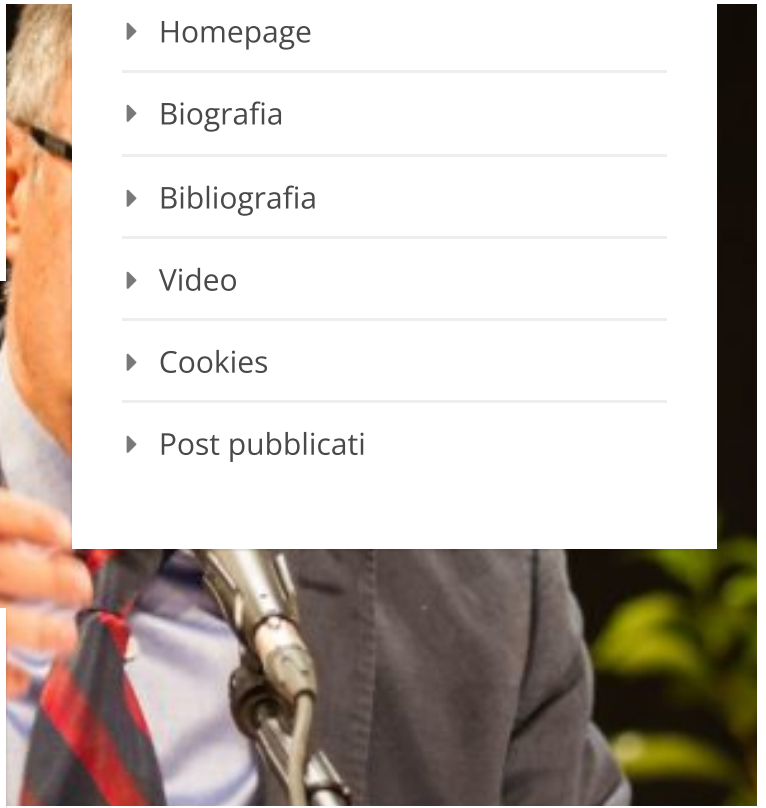 Homepage
Biografia
Bibliografia
Video
Cookies
Post pubblicati